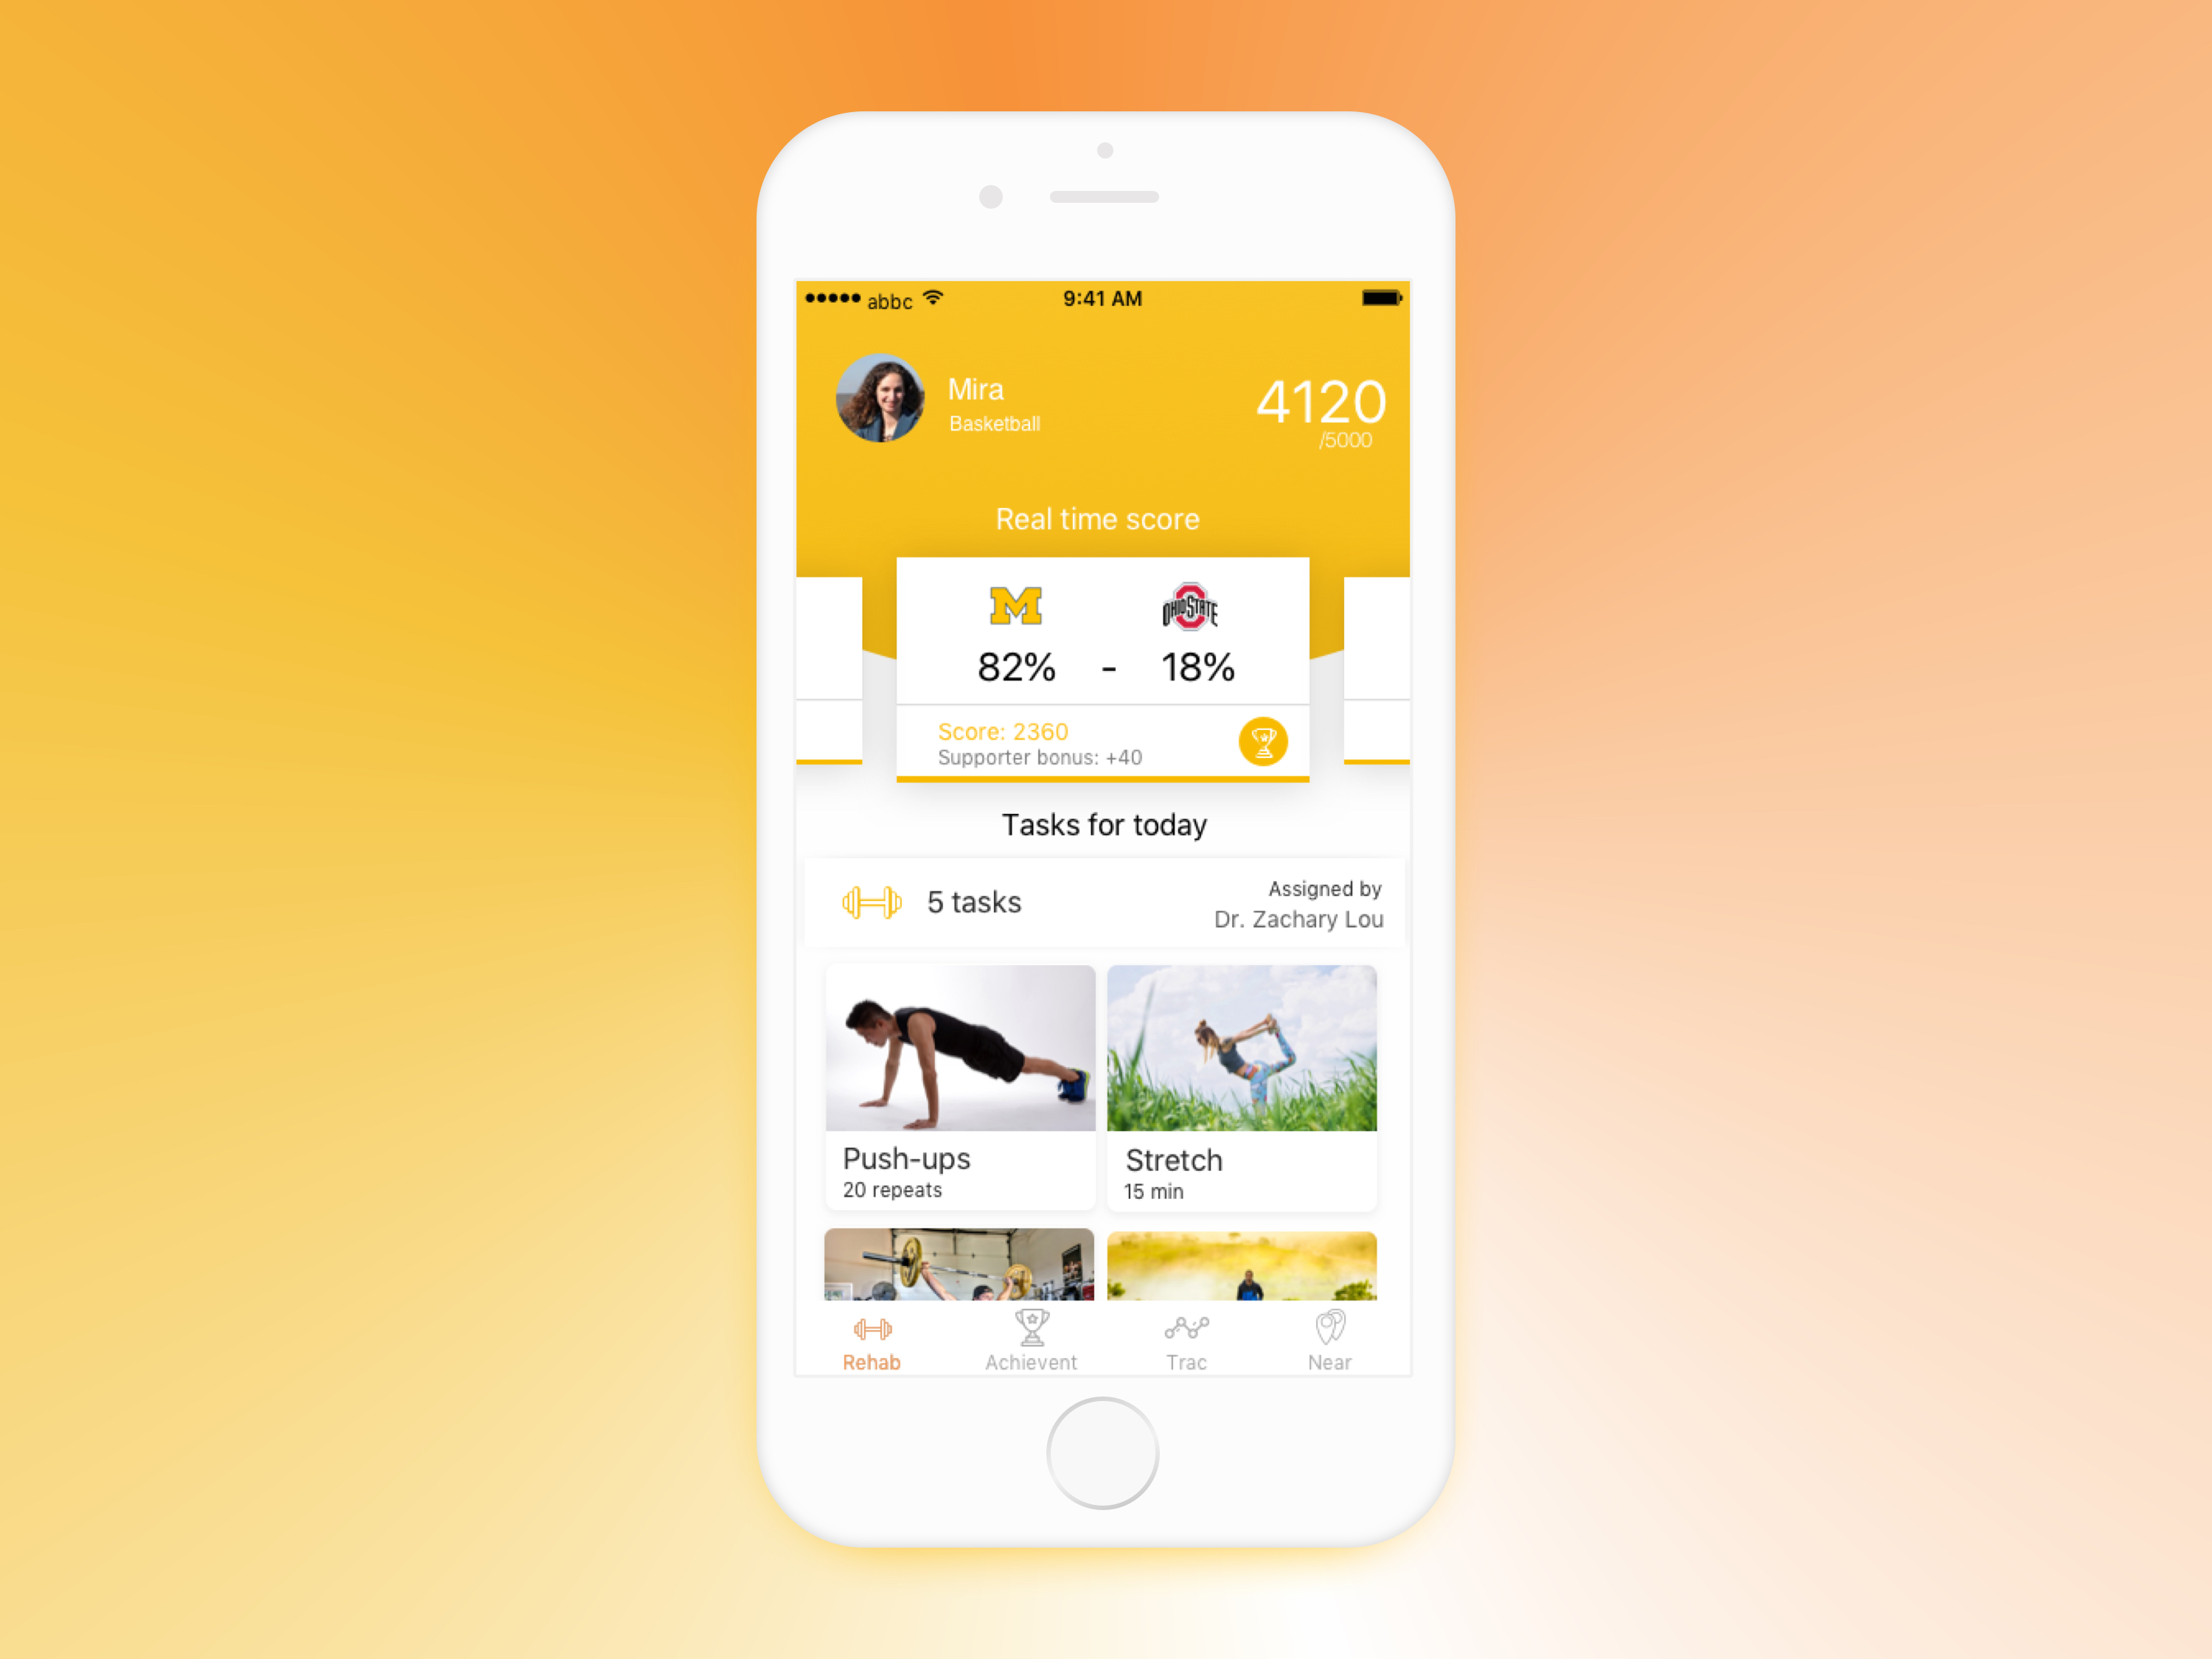 abbc
9:41 AM
Mira
Basketball
4120
/5000
Real time score
M
OHIO STATE
82% - 18%
Score: 2360
Supporter bonus: +40
Tasks for today
5 tasks
Assigned by
Dr. Zachary Lou
Push-ups
20 repeats
Stretch
15 min
Rehab
Achievent
Trac
Near